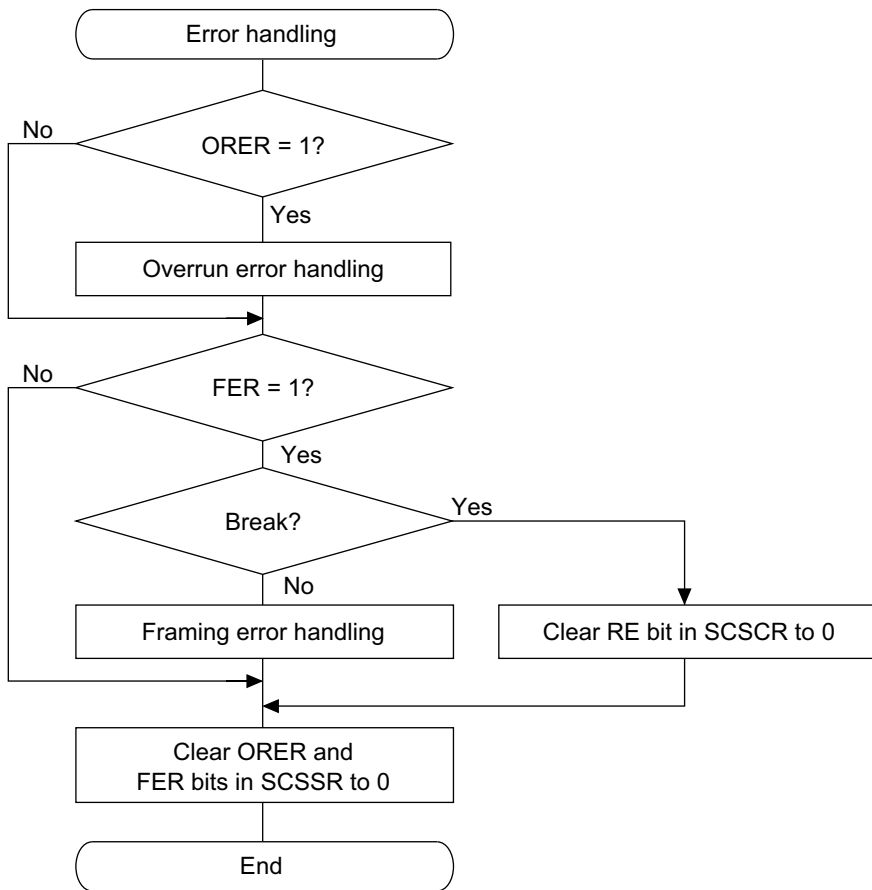 Error handling
No
ORER = 1?
Yes
Overrun error handling
No
FER = 1?
Yes
Break?
Yes
No
Framing error handling
Clear RE bit in SCSCR to 0
Clear ORER and
FER bits in SCSSR to 0
End